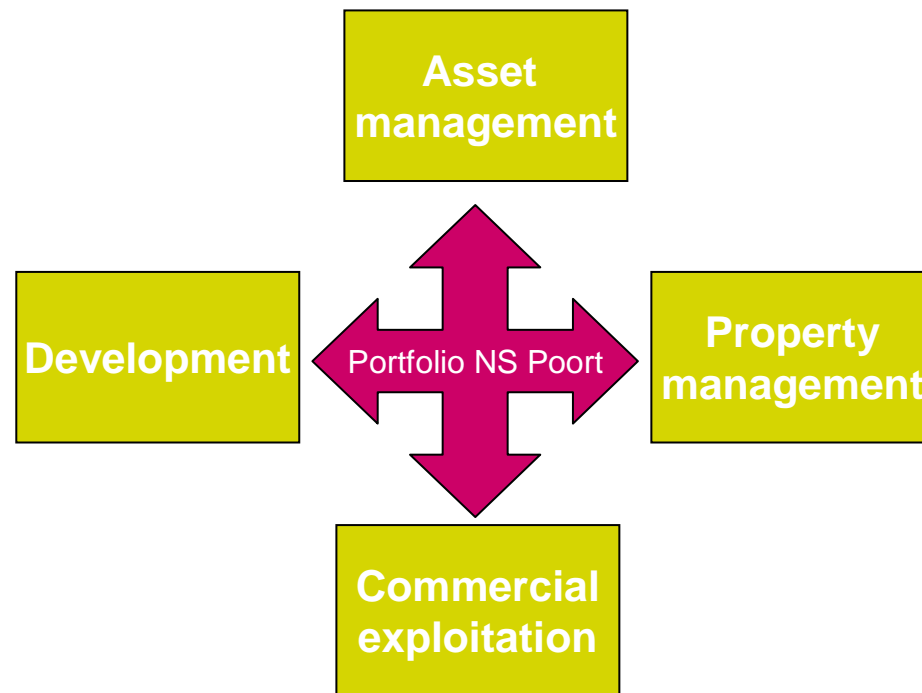 Asset
management
Development
Portfolio NS Poort
Property
management
Commercial
exploitation